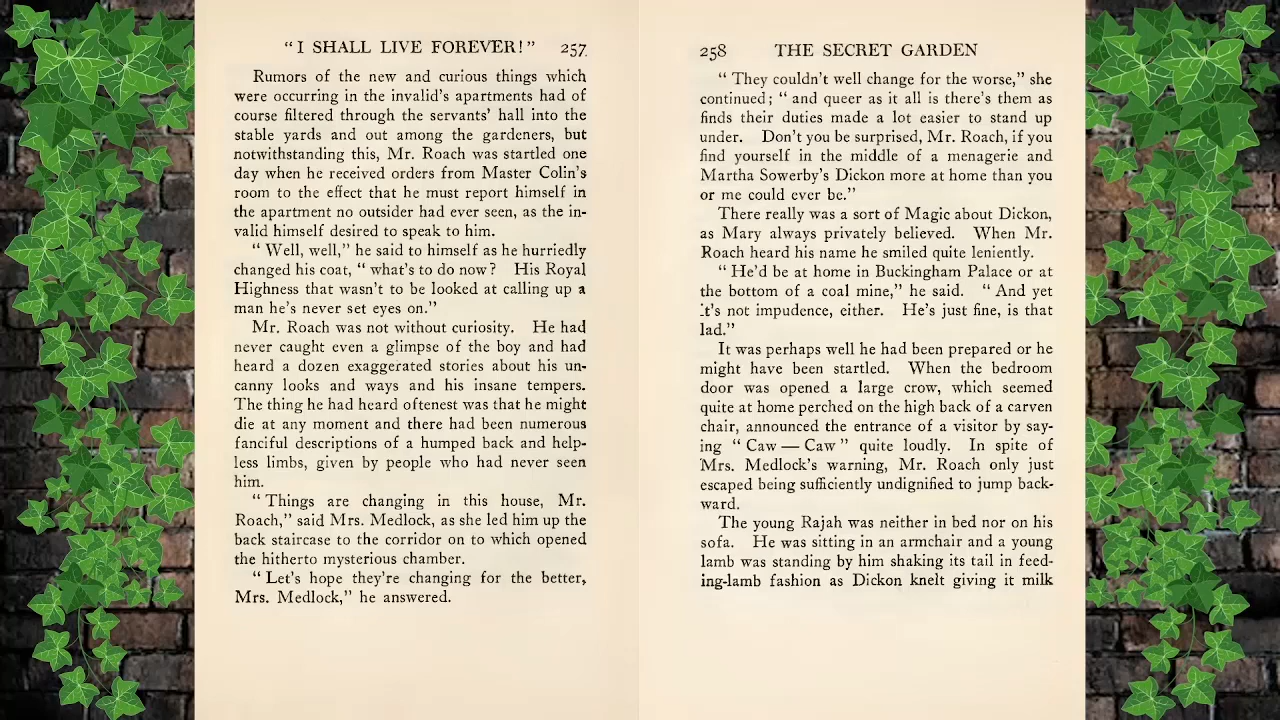 "I SHALL LIVE FOREVER!" 257
Rumors of the new and curious things which
were occurring in the invalid's apartments had of
course filtered through the servants' hall into the
stable yards and out among the gardeners, but
notwithstanding this, Mr. Roach was startled one
day when he received orders from Master Colin's
room to the effect that he must report himself in
the apartment no outsider had ever seen, as the in-
valid himself desired to speak to him.
"Well, well," he said to himself as he hurriedly
changed his coat, "what's to do now? His Royal
Highness that wasn't to be looked at calling up a
man he's never set eyes on."
Mr. Roach was not without curiosity. He had
never caught even a glimpse of the boy and had
heard a dozen exaggerated stories about his un-
canny looks and ways and his insane tempers.
The thing he had heard oftenest was that he might
die at any moment and there had been numerous
fanciful descriptions of a humped back and help-
less limbs, given by people who had never seen
him.
"Things are changing in this house, Mr.
Roach," said Mrs. Medlock, as she led him up the
back staircase to the corridor on to which opened
the hitherto mysterious chamber.
"Let's hope they're changing for the better,
Mrs. Medlock," he answered.
258 THE SECRET GARDEN
"They couldn't well change for the worse," she
continued; "and queer as it all is there's them as
finds their duties made a lot easier to stand up
under. Don't you be surprised, Mr. Roach, if you
find yourself in the middle of a menagerie and
Martha Sowerby's Dickon more at home than you
or me could ever be."
There really was a sort of Magic about Dickon,
as Mary always privately believed. When Mr.
Roach heard his name he smiled quite leniently.
"He'd be at home in Buckingham Palace or at
the bottom of a coal mine," he said. "And yet
it's not impudence, either. He's just fine, is that
lad."
It was perhaps well he had been prepared or he
might have been startled. When the bedroom
door was opened a large crow, which seemed
quite at home perched on the high back of a carven
chair, announced the entrance of a visitor by say-
ing "Caw — Caw" quite loudly. In spite of
Mrs. Medlock's warning, Mr. Roach only just
escaped being sufficiently undignified to jump back-
ward.
The young Rajah was neither in bed nor on his
sofa. He was sitting in an armchair and a young
lamb was standing by him shaking its tail in feed-
ing-lamb fashion as Dickon knelt giving it milk